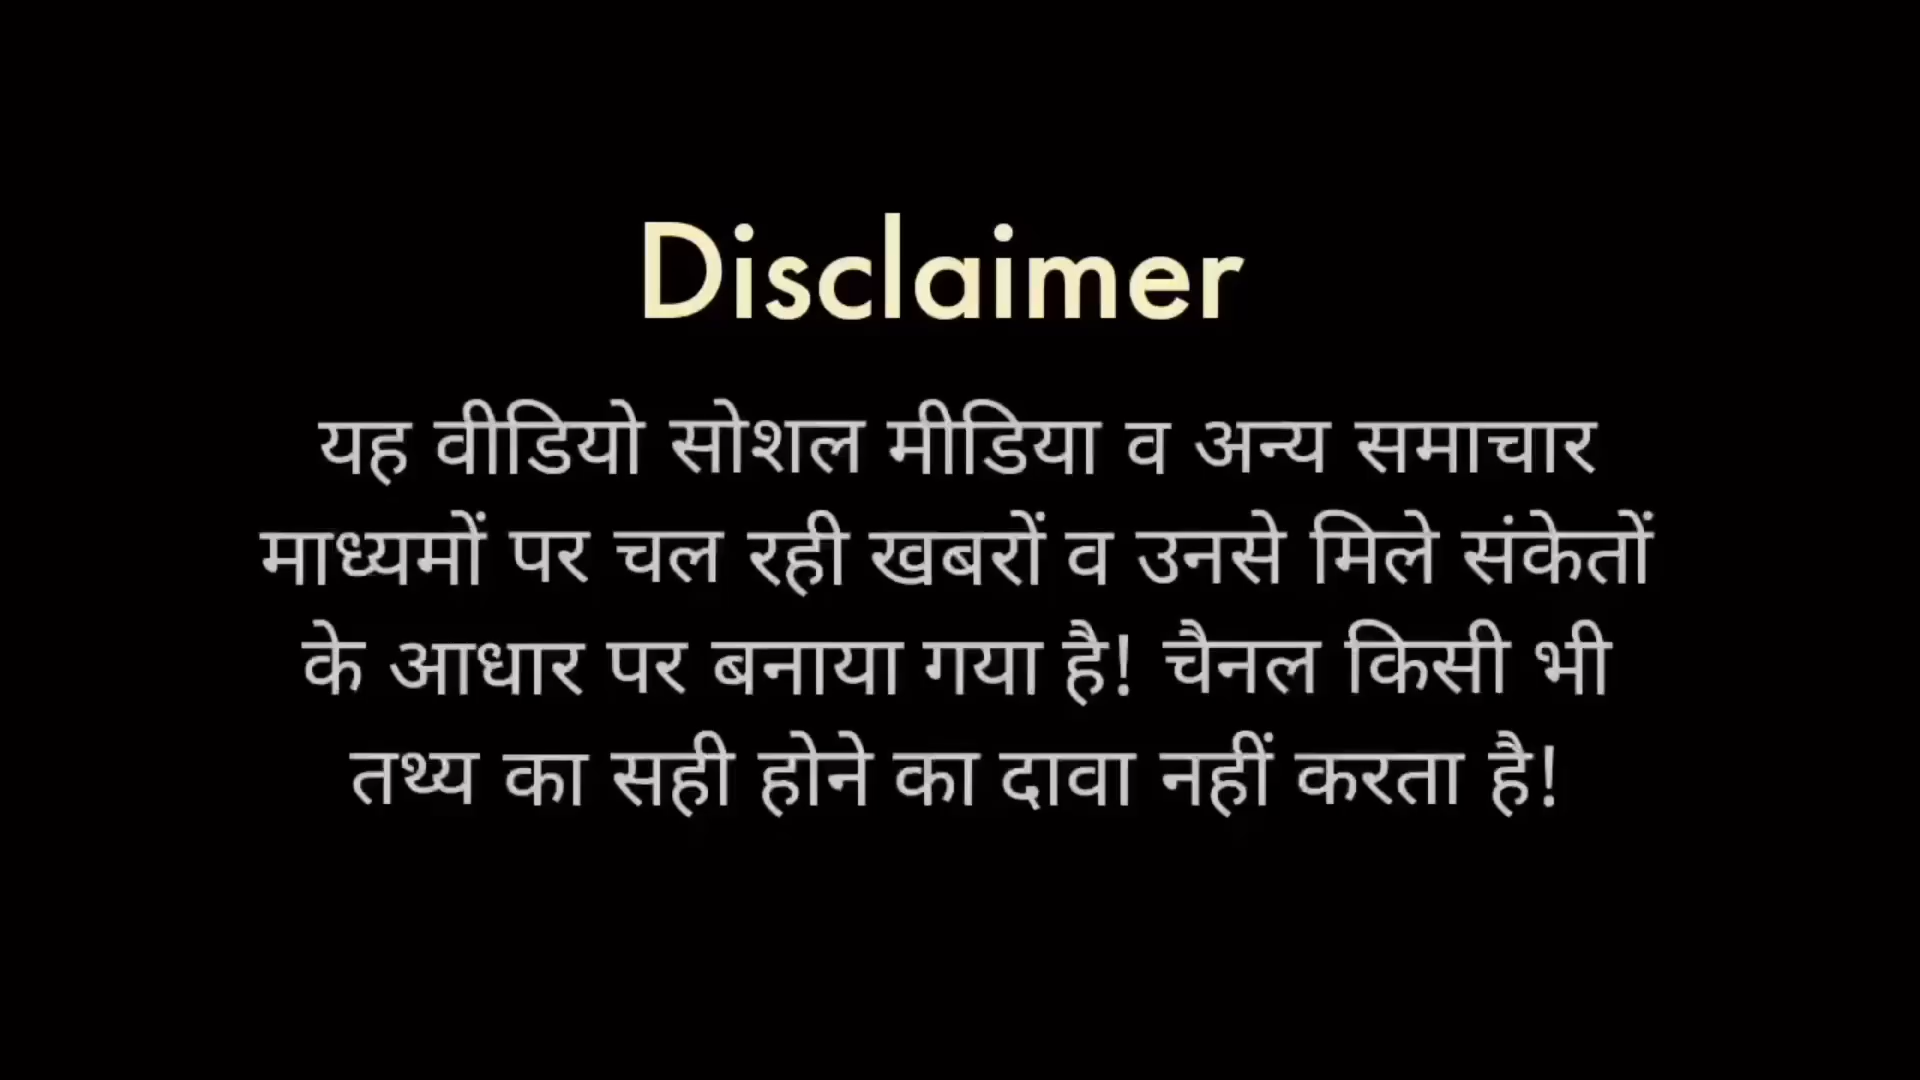 Disclaimer
यह वीडियो सोशल मीडिया व अन्य समाचार
माध्यमों पर चल रही खबरों व उनसे मिले संकेतों
के आधार पर बनाया गया है! चैनल किसी भी
तथ्य का सही होने का दावा नहीं करता है!